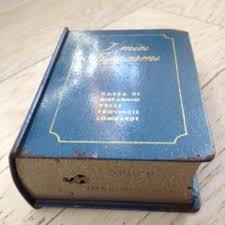 I miei
Risparmi
CASSA DI
RISPARMIO
DELLE
PROVINCIE
LOMBARDE